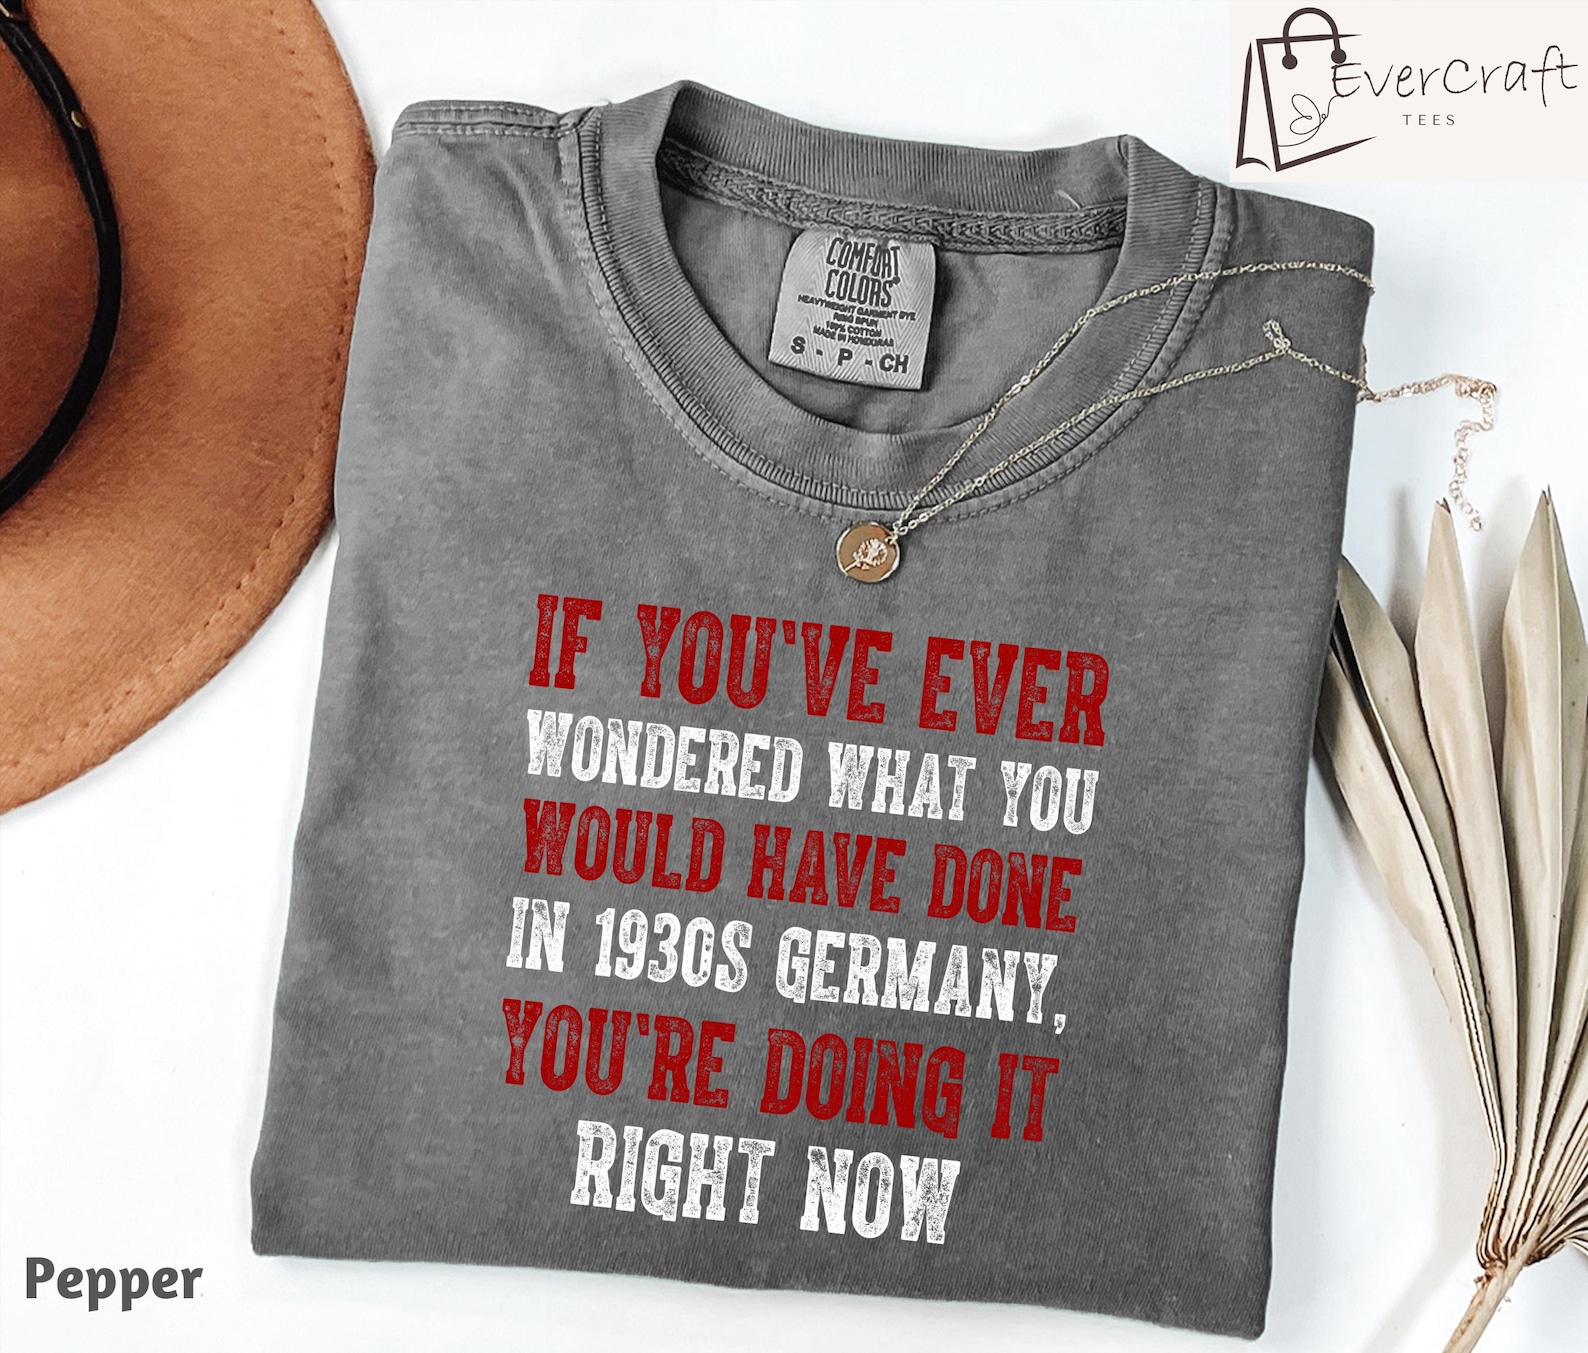 EverCraft
TEES
COMFORT
COLORS
HEAVYWEIGHT GARMENT DYE
RING SPUN
100% COTTON
MADE IN HONDURAS
S - P - CH
IF YOU'VE EVER
WONDERED WHAT YOU
WOULD HAVE DONE
IN 1930S GERMANY,
YOU'RE DOING IT
RIGHT NOW
Pepper